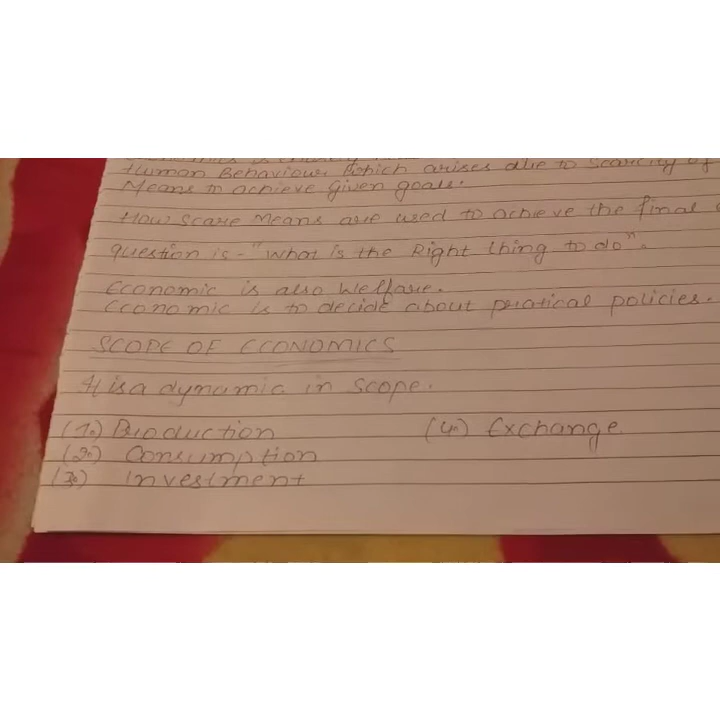 Human Behaviour which arises due to Scarcity of
Means to achieve given goals.
How scare Means are used to achieve the final
question is - "What is the Right thing to do".
Economic is also Welfare.
Economic is to decide about pratical policies.
SCOPE OF ECONOMICS
It is a dynamic in scope.
(1.) Production (4.) Exchange
(2.) Consumption
(3.) Investment